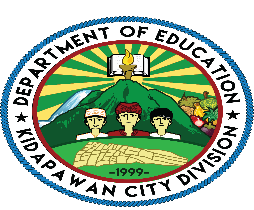 DEPARTMENT OF EDUCATION
-1999-
KIDAPAWAN CITY DIVISION